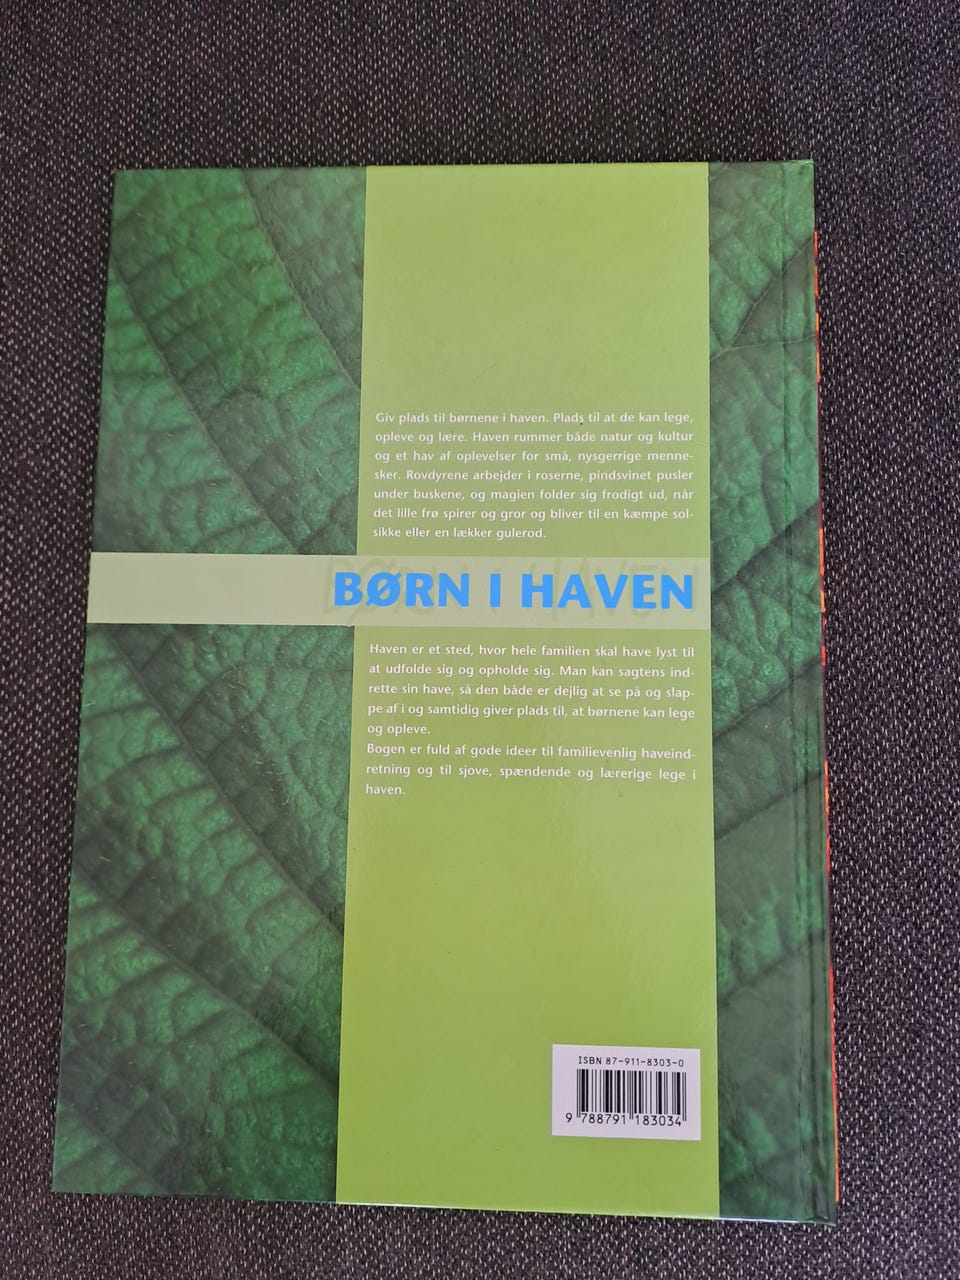 Giv plads til børnene i haven. Plads til at de kan lege,
opleve og lære. Haven rummer både natur og kultur
og et hav af oplevelser for små, nysgerrige menne-
sker. Rovdyrene arbejder i roserne, pindsvinet pusler
under buskene, og magien folder sig frodigt ud, når
det lille frø spirer og gror og bliver til en kæmpe sol-
sikke eller en lækker gulerod.
BØRN I HAVEN
Haven er et sted, hvor hele familien skal have lyst til
at udfolde sig og opholde sig. Man kan sagtens ind-
rette sin have, så den både er dejlig at se på og slap-
pe af i og samtidig giver plads til, at børnene kan lege
og opleve.
Bogen er fuld af gode ideer til familievenlig haveind-
retning og til sjove, spændende og lærerige lege i
haven.
ISBN 87-911-8303-0
9 788791 183034